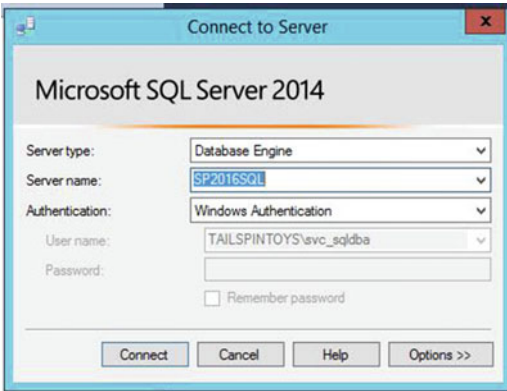 Connect to Server
x
Microsoft SQL Server 2014
Server type: Database Engine
Server name: SP2016SQL
Authentication: Windows Authentication
User name: TAILSPINTOYS\svc_sqldba
Password:
Remember password
Connect Cancel Help Options >>